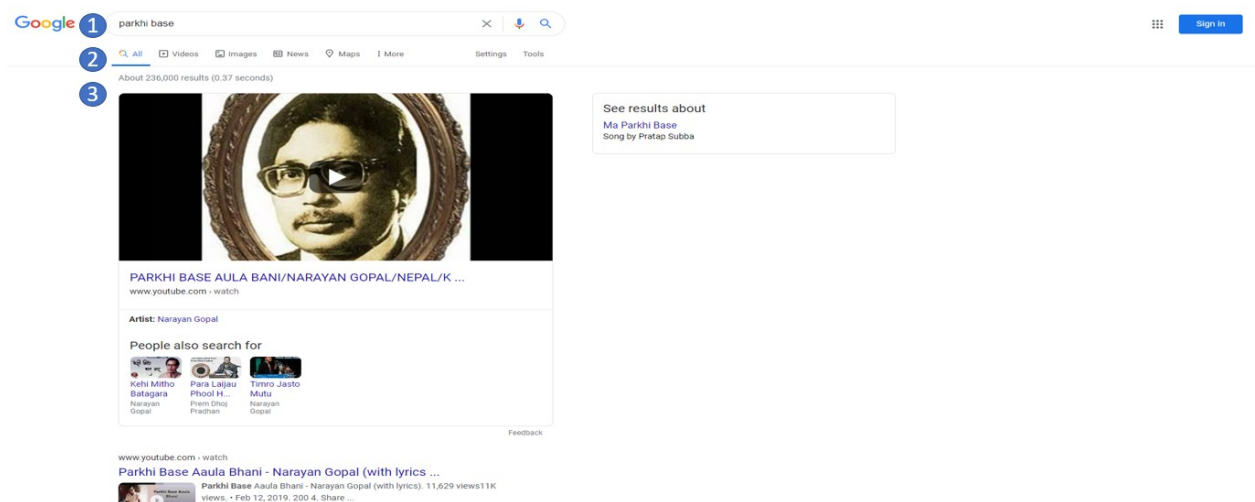 Google
1
parkhi base
Sign in
2
All Videos Images News Maps More Settings Tools
About 236,000 results (0.37 seconds)
3
PARKHI BASE AULA BANI/NARAYAN GOPAL/NEPAL/K ...
www.youtube.com › watch
Artist: Narayan Gopal
People also search for
Kehi Mitho
Batagara
Narayan
Gopal
Para Laijau
Phool H...
Prem Dhoj
Pradhan
Timro Jasto
Mutu
Narayan
Gopal
Feedback
See results about
Ma Parkhi Base
Song by Pratap Subba
www.youtube.com › watch
Parkhi Base Aaula Bhani - Narayan Gopal (with lyrics ...
Parkhi Base Aaula Bhani - Narayan Gopal (with lyrics). 11,629 views11K
views. • Feb 12, 2019. 200 4. Share ...